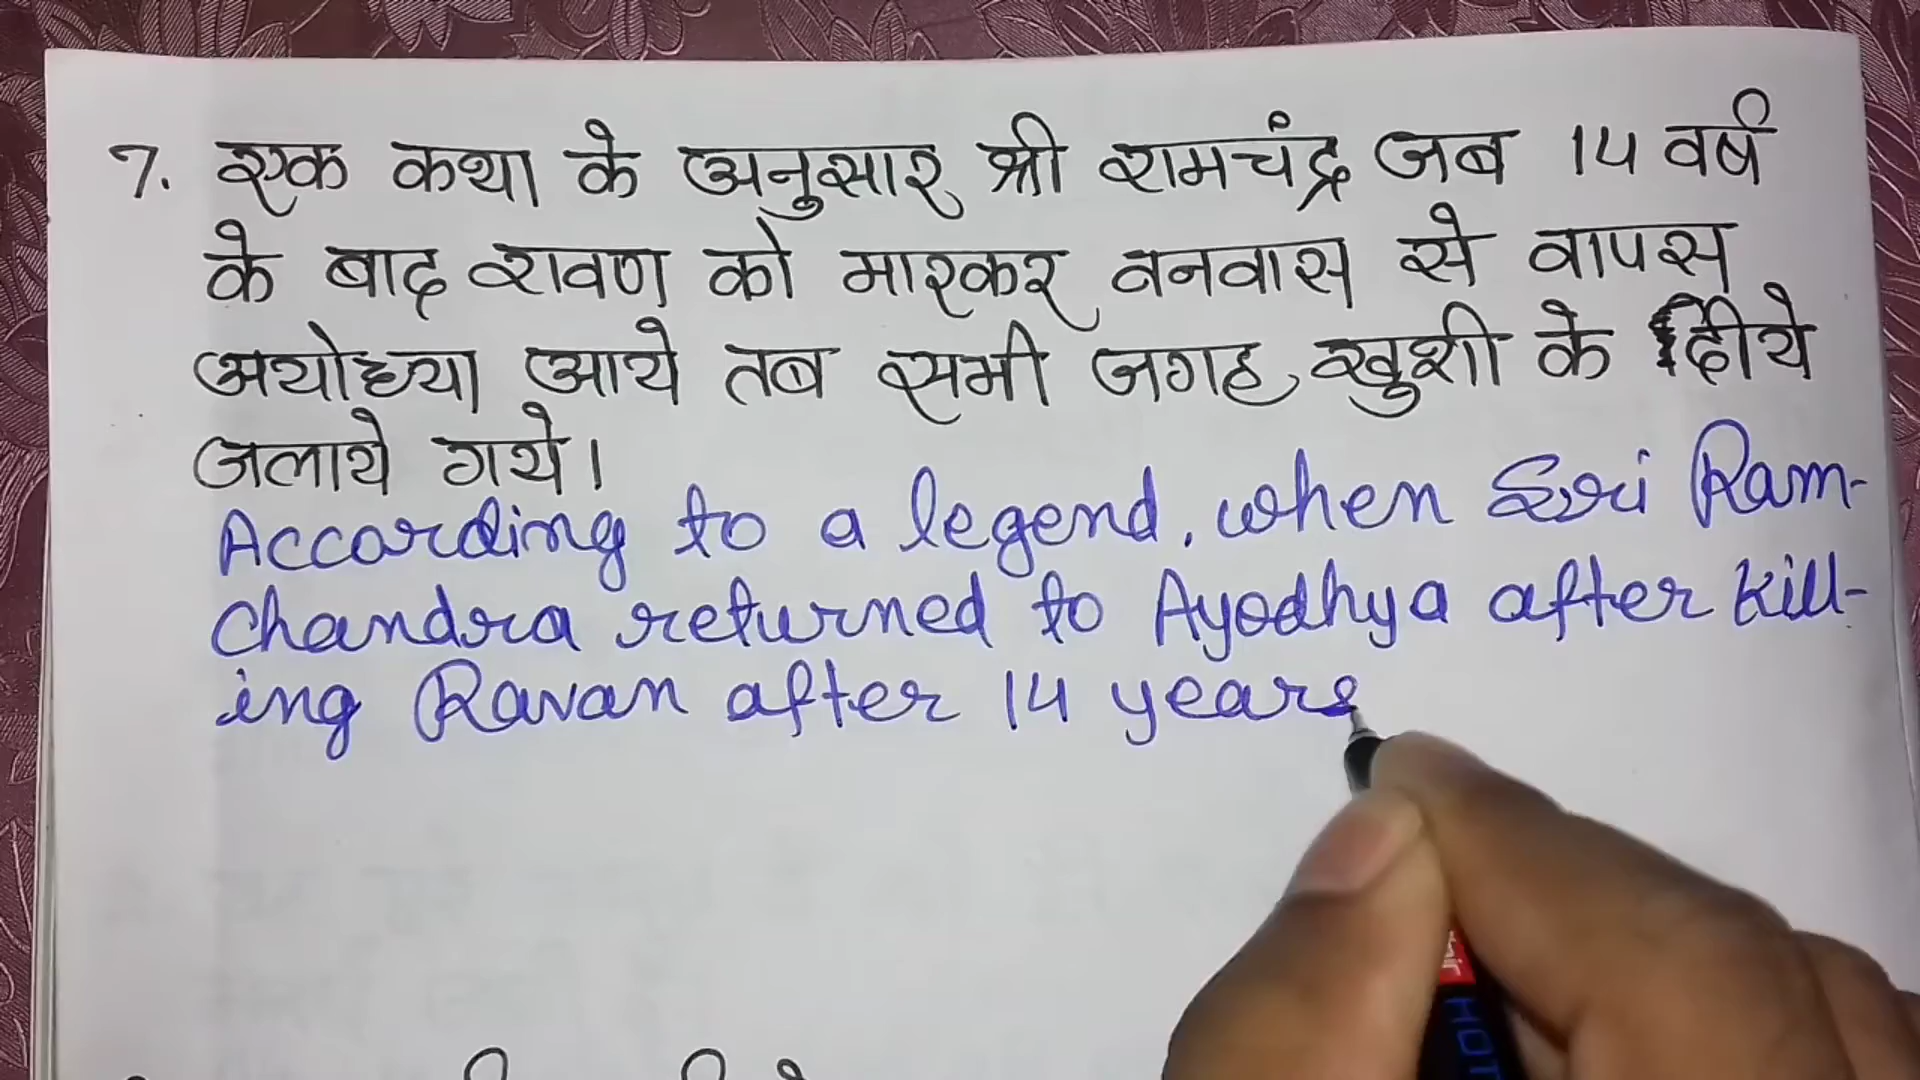 7. एक कथा के अनुसार श्री रामचंद्र जब 14 वर्ष
के बाद रावण को मारकर वनवास से वापस
अयोध्या आये तब सभी जगह खुशी के दीये
जलाये गये।
According to a legend, when Sri Ram-
chandra returned to Ayodhya after kill-
ing Ravan after 14 years
HOT